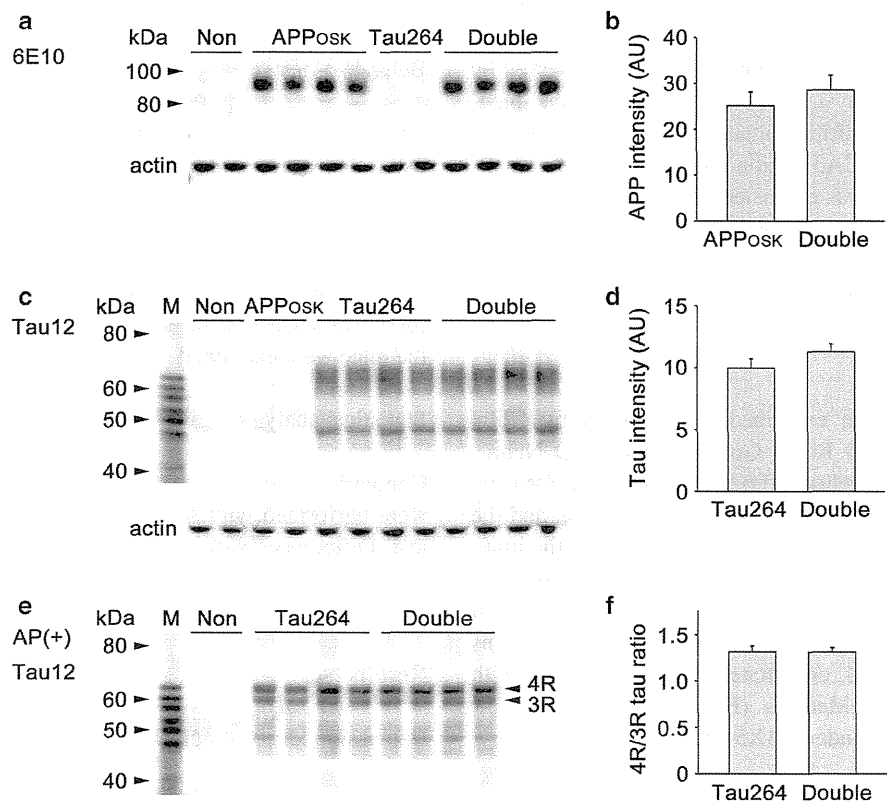 a
6E10
kDa
Non APPOSK Tau264 Double
100
80
actin
b
APP intensity (AU)
40
30
20
10
0
APPOSK Double
c
Tau12
kDa M Non APPOSK Tau264 Double
80
60
50
40
actin
d
Tau intensity (AU)
15
10
5
0
Tau264 Double
e
AP(+)
Tau12
kDa M Non Tau264 Double
80
60
50
40
4R
3R
f
4R/3R tau ratio
1.5
1.0
0.5
0
Tau264 Double